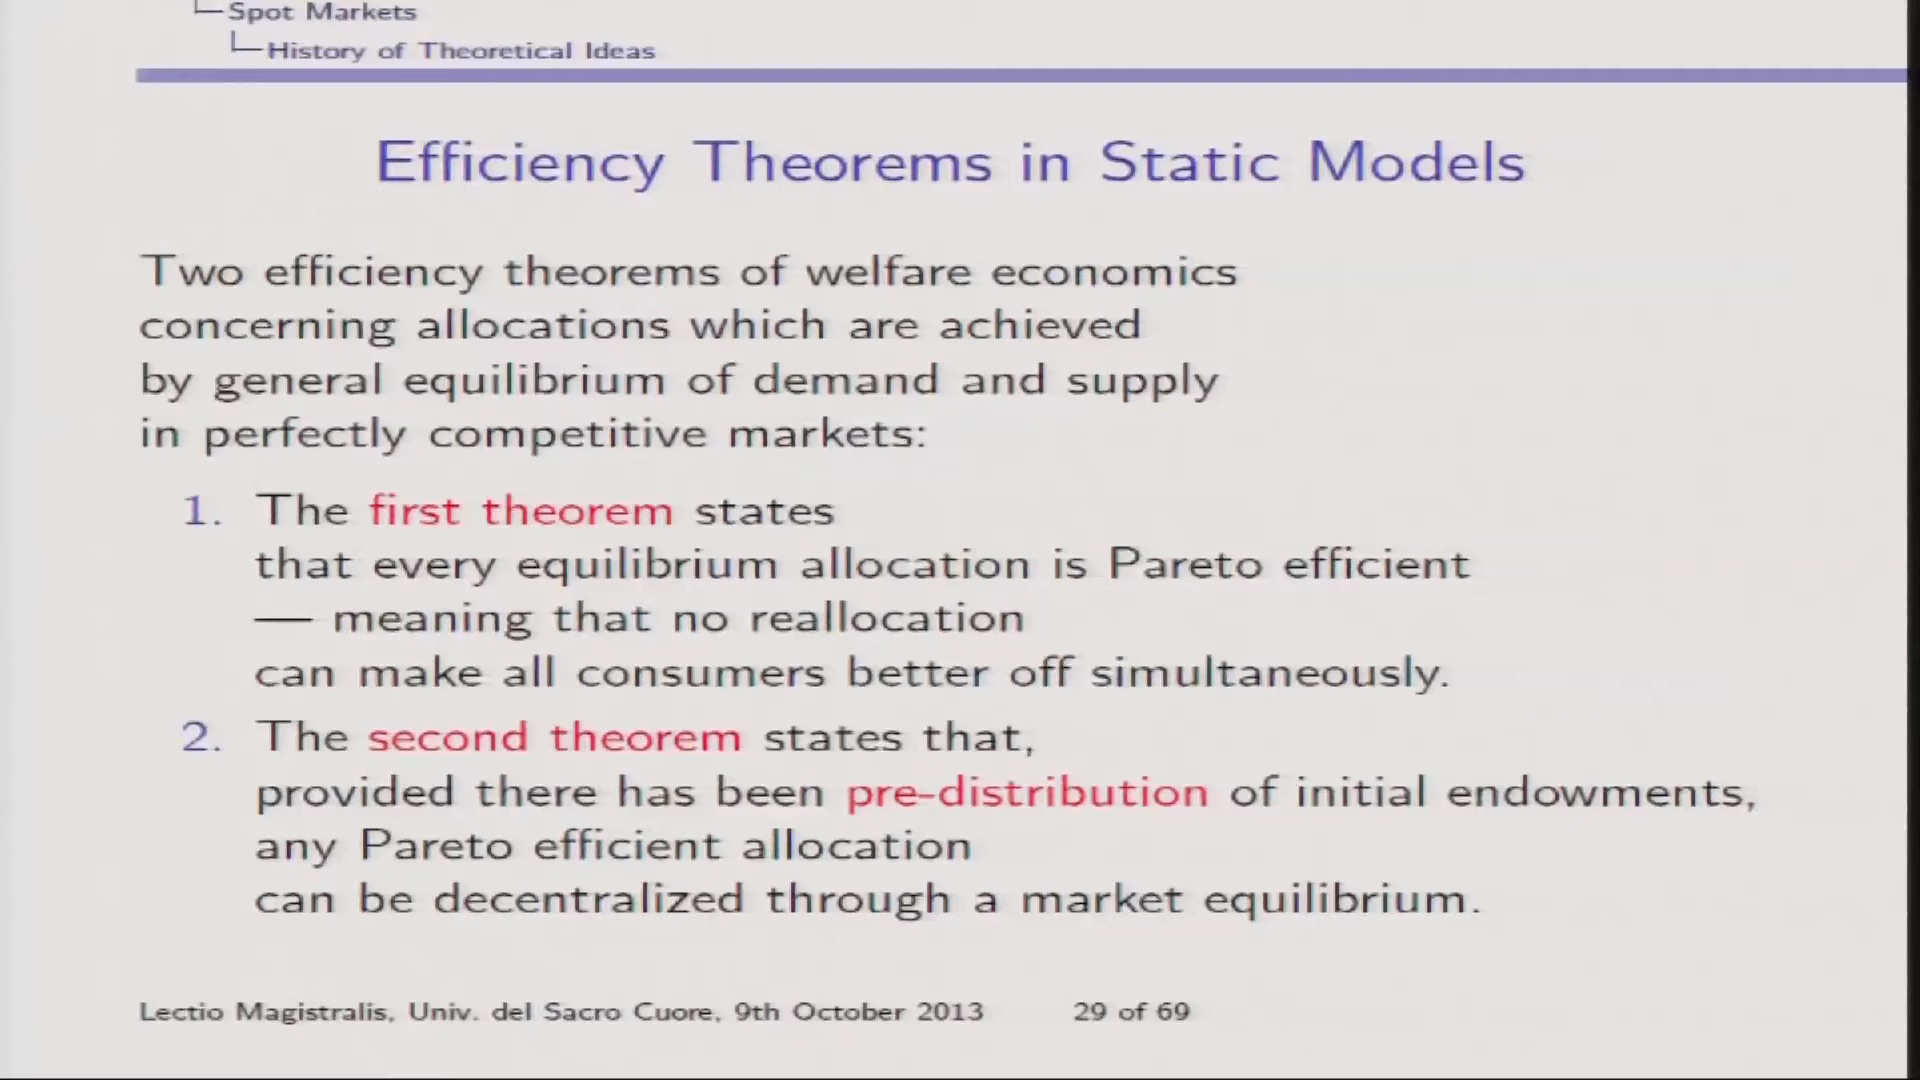 Spot Markets
History of Theoretical Ideas
Efficiency Theorems in Static Models
Two efficiency theorems of welfare economics
concerning allocations which are achieved
by general equilibrium of demand and supply
in perfectly competitive markets:
1. The first theorem states
that every equilibrium allocation is Pareto efficient
— meaning that no reallocation
can make all consumers better off simultaneously.
2. The second theorem states that,
provided there has been pre-distribution of initial endowments,
any Pareto efficient allocation
can be decentralized through a market equilibrium.
Lectio Magistralis, Univ. del Sacro Cuore, 9th October 2013 29 of 69